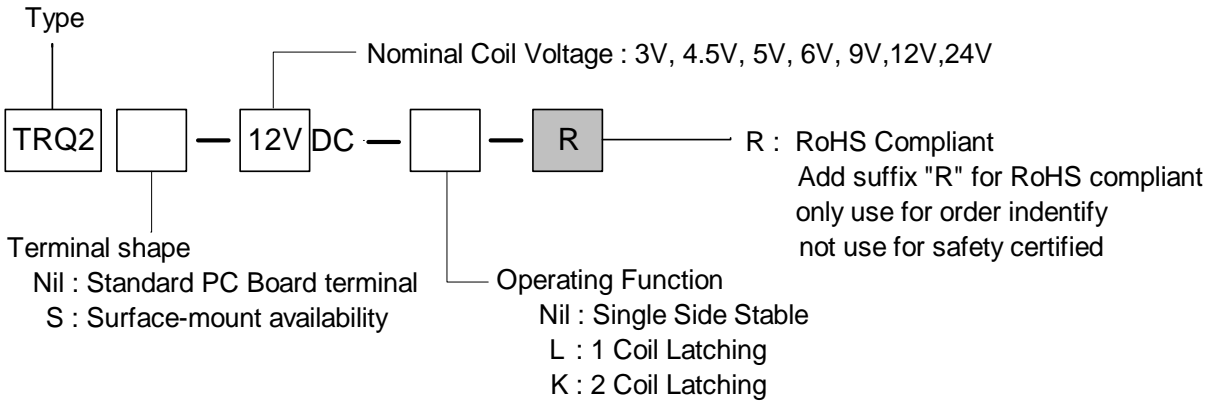 Type
Nominal Coil Voltage : 3V, 4.5V, 5V, 6V, 9V,12V,24V
TRQ2 — 12V DC — — R
R : RoHS Compliant
Add suffix "R" for RoHS compliant
only use for order indentify
not use for safety certified
Terminal shape
Nil : Standard PC Board terminal
S : Surface-mount availability
Operating Function
Nil : Single Side Stable
L : 1 Coil Latching
K : 2 Coil Latching